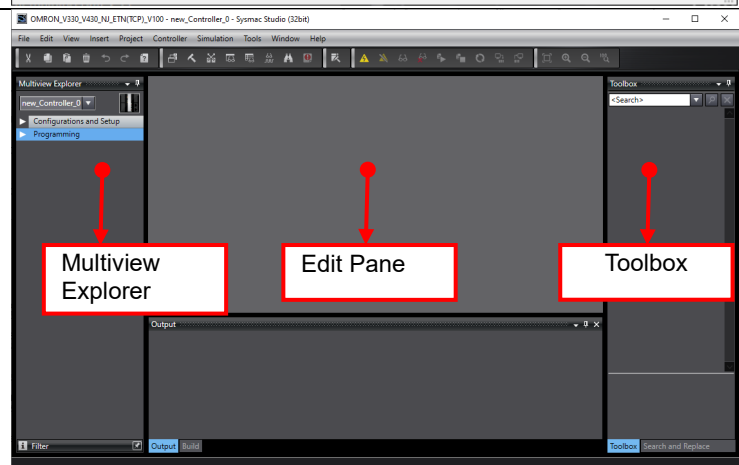 OMRON_V330_V430_NJ_ETN(TCP)_V100 - new_Controller_0 - Sysmac Studio (32bit)
File Edit View Insert Project Controller Simulation Tools Window Help
Multiview Explorer
new_Controller_0
Configurations and Setup
Programming
Toolbox
<Search>
Multiview
Explorer
Edit Pane
Toolbox
Output
Filter
Output Build
Toolbox Search and Replace